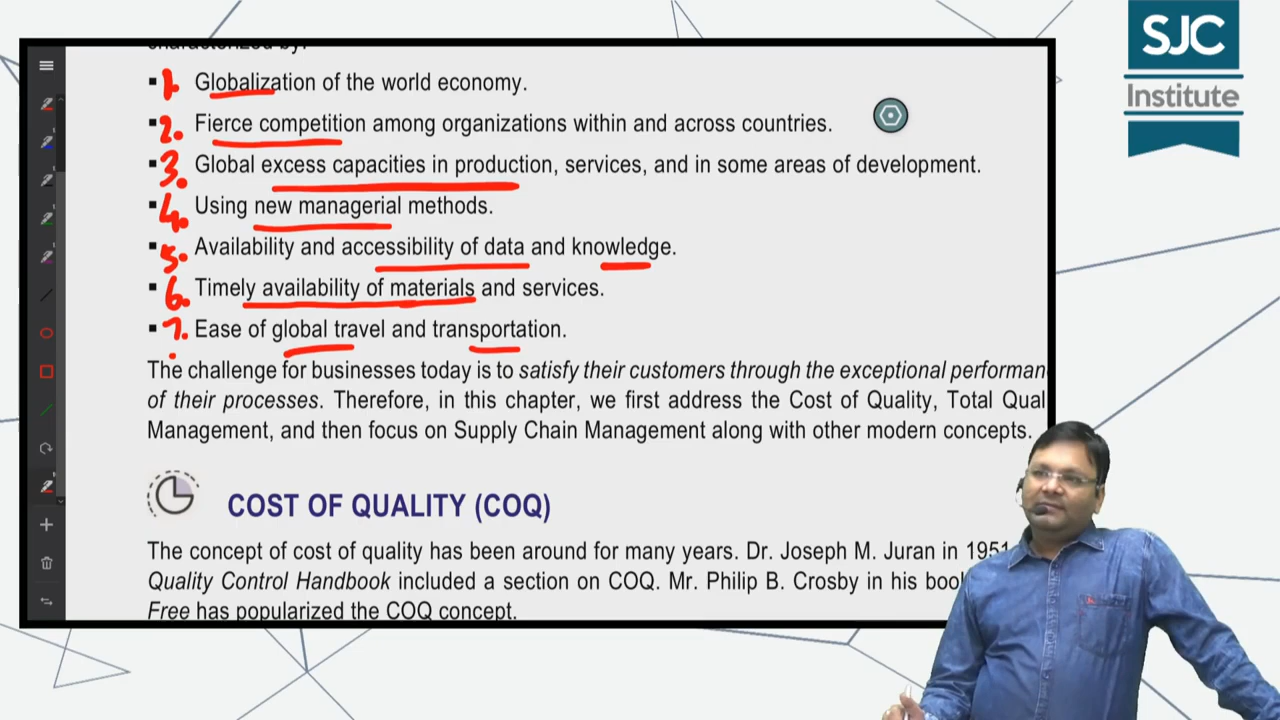 SJC
Institute
characterized by:
▪ 1. Globalization of the world economy.
▪ 2. Fierce competition among organizations within and across countries.
▪ 3. Global excess capacities in production, services, and in some areas of development.
▪ 4. Using new managerial methods.
▪ 5. Availability and accessibility of data and knowledge.
▪ 6. Timely availability of materials and services.
▪ 7. Ease of global travel and transportation.
The challenge for businesses today is to satisfy their customers through the exceptional
of their processes. Therefore, in this chapter, we first address the Cost of Quality, Total
Management, and then focus on Supply Chain Management along with other modern concepts.
COST OF QUALITY (COQ)
The concept of cost of quality has been around for many years. Dr. Joseph M. Juran in 1951
Quality Control Handbook included a section on COQ. Mr. Philip B. Crosby in his
Free has popularized the COQ concept.